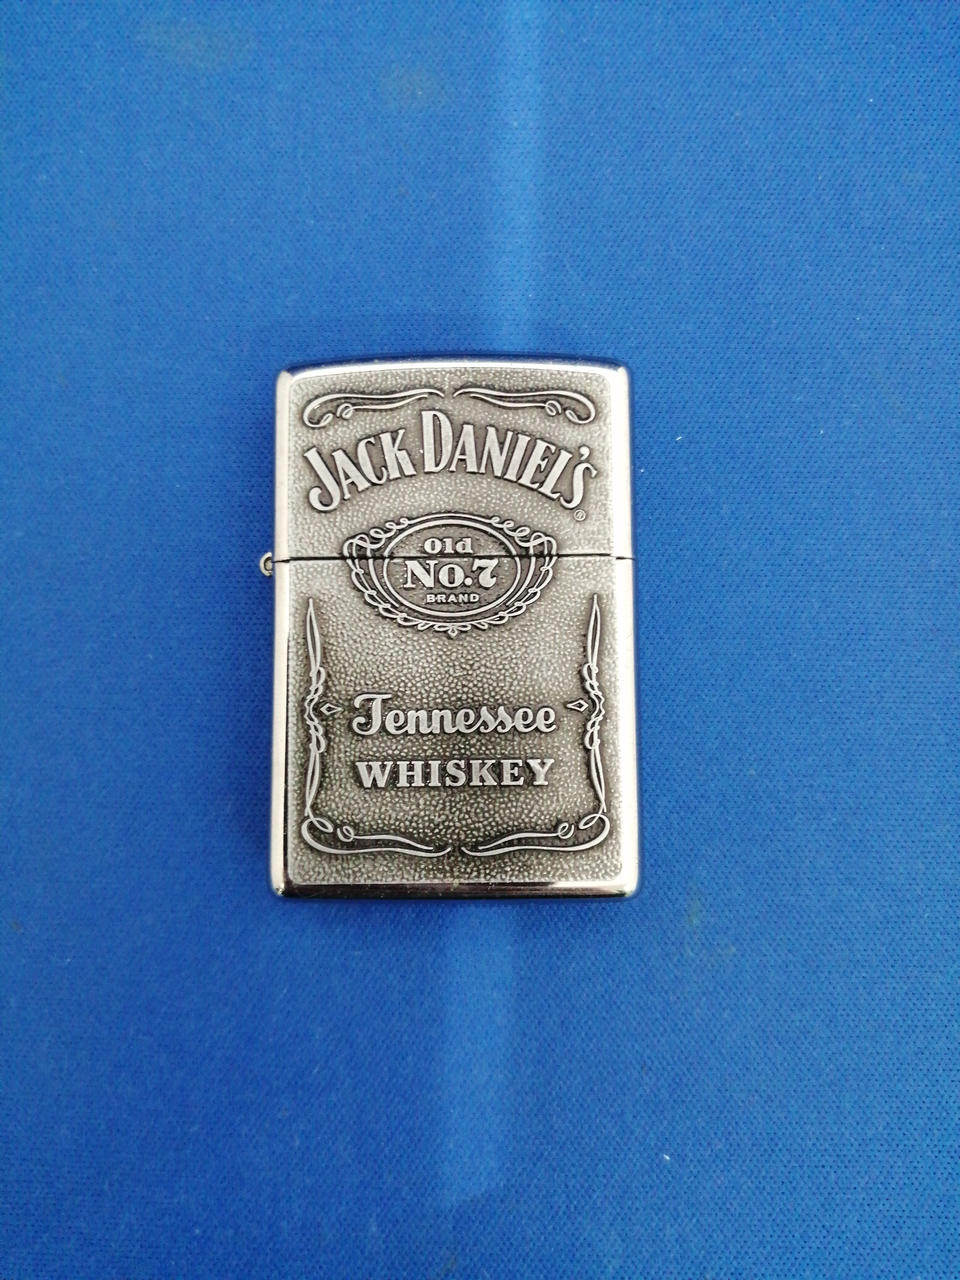 JACK DANIEL'S®
Old
No.7
BRAND
Tennessee
WHISKEY